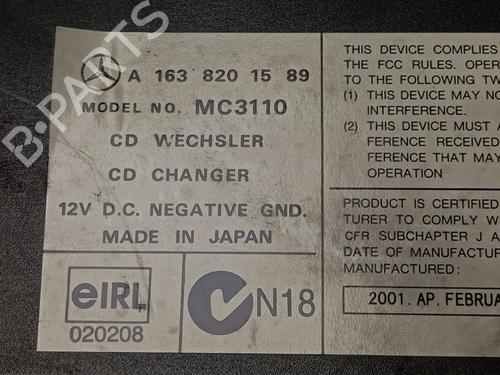 B-PARTS
A 163 820 15 89
MODEL NO. MC3110
CD WECHSLER
CD CHANGER
12V D.C. NEGATIVE GND.
MADE IN JAPAN
eIRL
020208
N18
THIS DEVICE COMPLIES
THE FCC RULES. OPER
TO THE FOLLOWING TW
(1) THIS DEVICE MAY NO
INTERFERENCE.
(2) THIS DEVICE MUST A
FERENCE RECEIVED
FERENCE THAT MAY
OPERATION
PRODUCT IS CERTIFIED
TURER TO COMPLY W
CFR SUBCHAPTER J A
DATE OF MANUFACTUR
MANUFACTURED:
2001. AP. FEBRUA